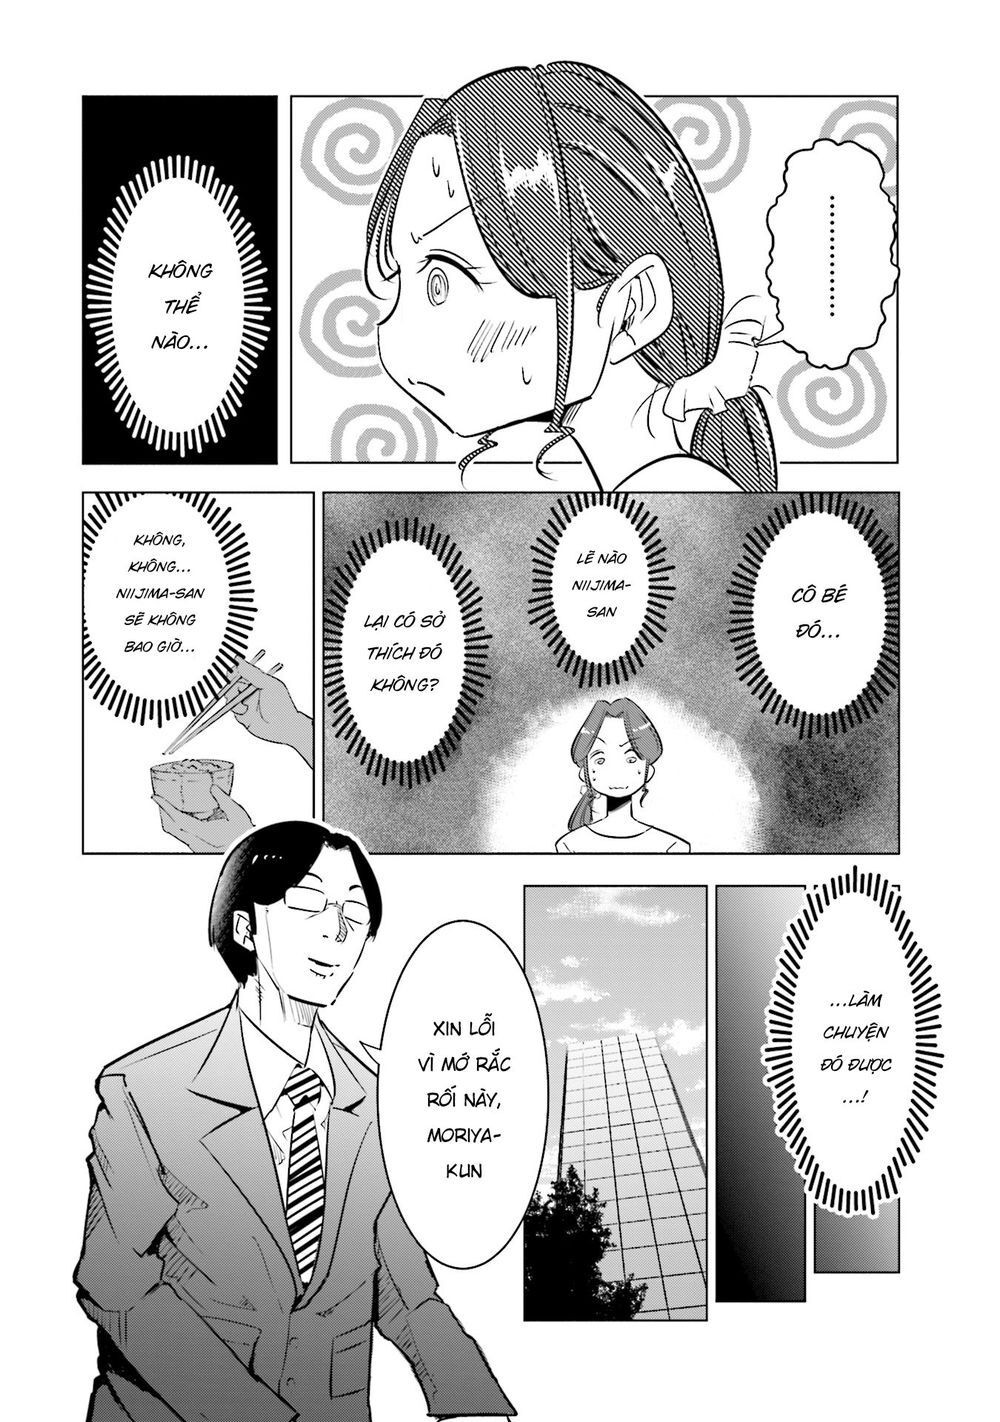 ............
KHÔNG
THỂ
NÀO...
CÔ BÉ
ĐÓ...
LẼ NÀO
NIIJIMA-
SAN
LẠI CÓ SỞ
THÍCH ĐÓ
KHÔNG?
KHÔNG,
KHÔNG...
NIIJIMA-SAN
SẼ KHÔNG
BAO GIỜ...
...LÀM
CHUYỆN
ĐÓ ĐƯỢC
...!
XIN LỖI
VÌ MỚ RẮC
RỐI NÀY,
MORIYA-
KUN